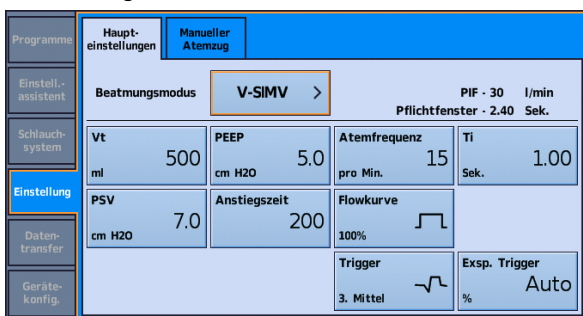 Programme
Einstell.-
assistent
Schlauch-
system
Einstellung
Daten-
transfer
Geräte-
konfig.
Haupt-
einstellungen
Manueller
Atemzug
Beatmungsmodus
V-SIMV >
PIF - 30 l/min
Pflichtfenster - 2.40 Sek.
Vt
500
ml
PEEP
5.0
cm H2O
Atemfrequenz
15
pro Min.
Ti
1.00
Sek.
PSV
7.0
cm H2O
Anstiegszeit
200
Flowkurve
100%
Trigger
3. Mittel
Exsp. Trigger
Auto
%